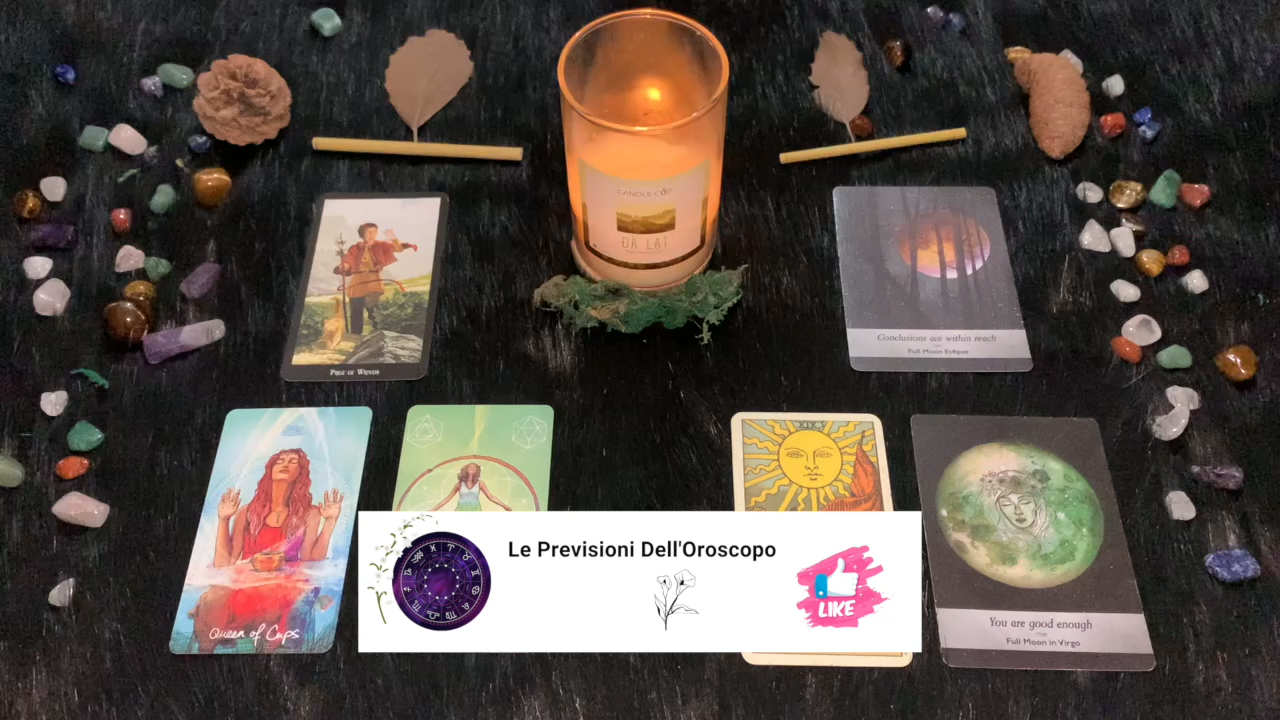 CANDLE CUP
DA LAT
Page of Wands
Conclusions are within reach
Full Moon Eclipse
Queen of Cups
Le Previsioni Dell'Oroscopo
LIKE
You are good enough
Full Moon in Virgo